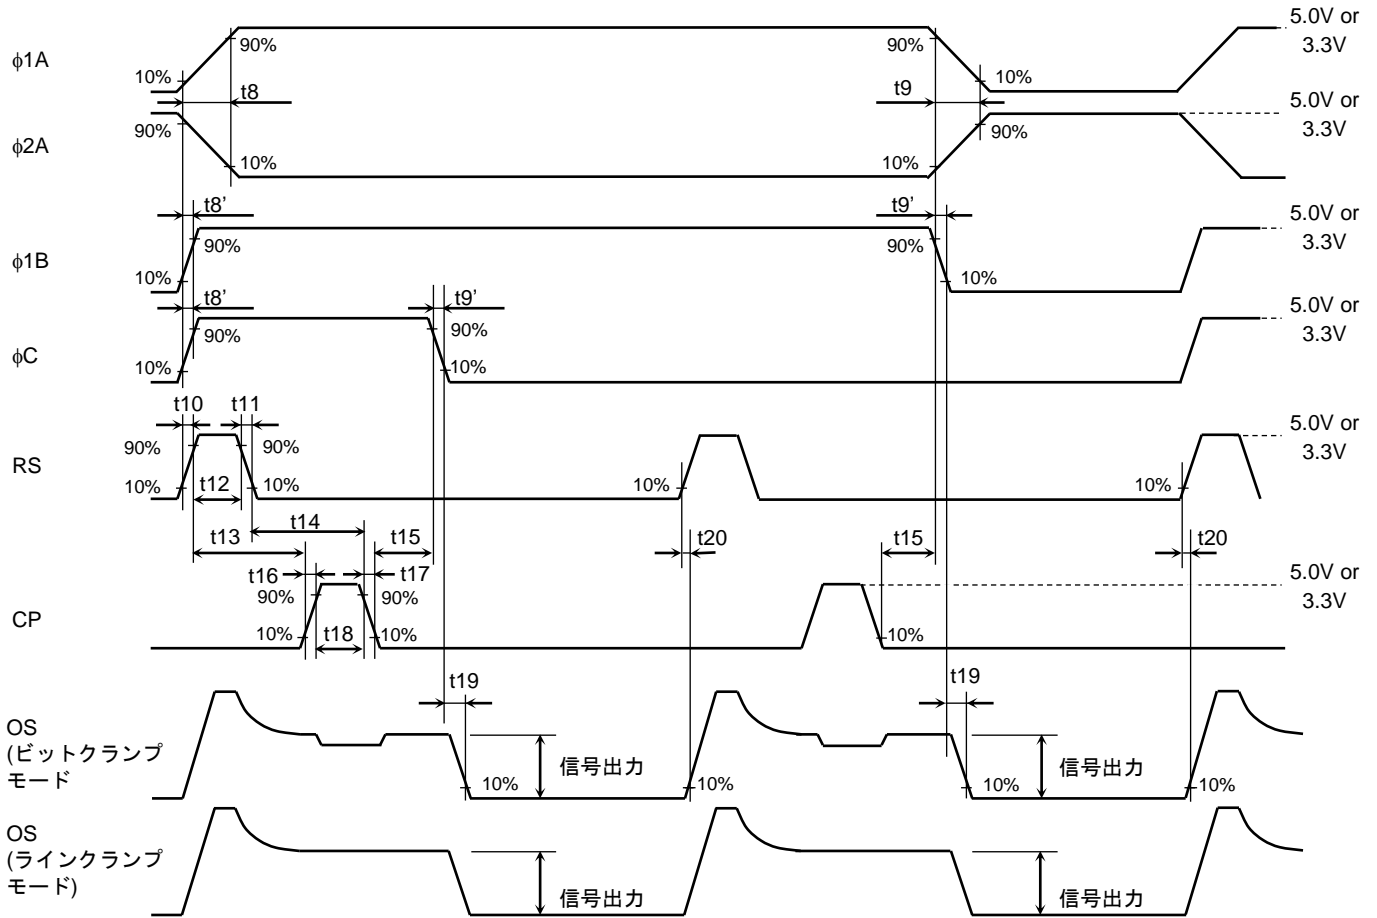 5.0V or
3.3V
φ1A
90%
10%
t8
90%
10%
t9
5.0V or
3.3V
φ2A
90%
10%
10%
90%
t8’
t9’
5.0V or
3.3V
φ1B
90%
10%
90%
10%
t8’
t9’
5.0V or
3.3V
φC
90%
10%
90%
10%
t10
t11
5.0V or
3.3V
RS
90%
90%
10%
t12
10%
10%
10%
t13
t14
t15
t20
t15
t20
t16
t17
5.0V or
3.3V
CP
90%
90%
10%
t18
10%
10%
t19
t19
OS
(ビットクランプ
モード
信号出力
10%
10%
信号出力
10%
10%
OS
(ラインクランプ
モード)
信号出力
信号出力